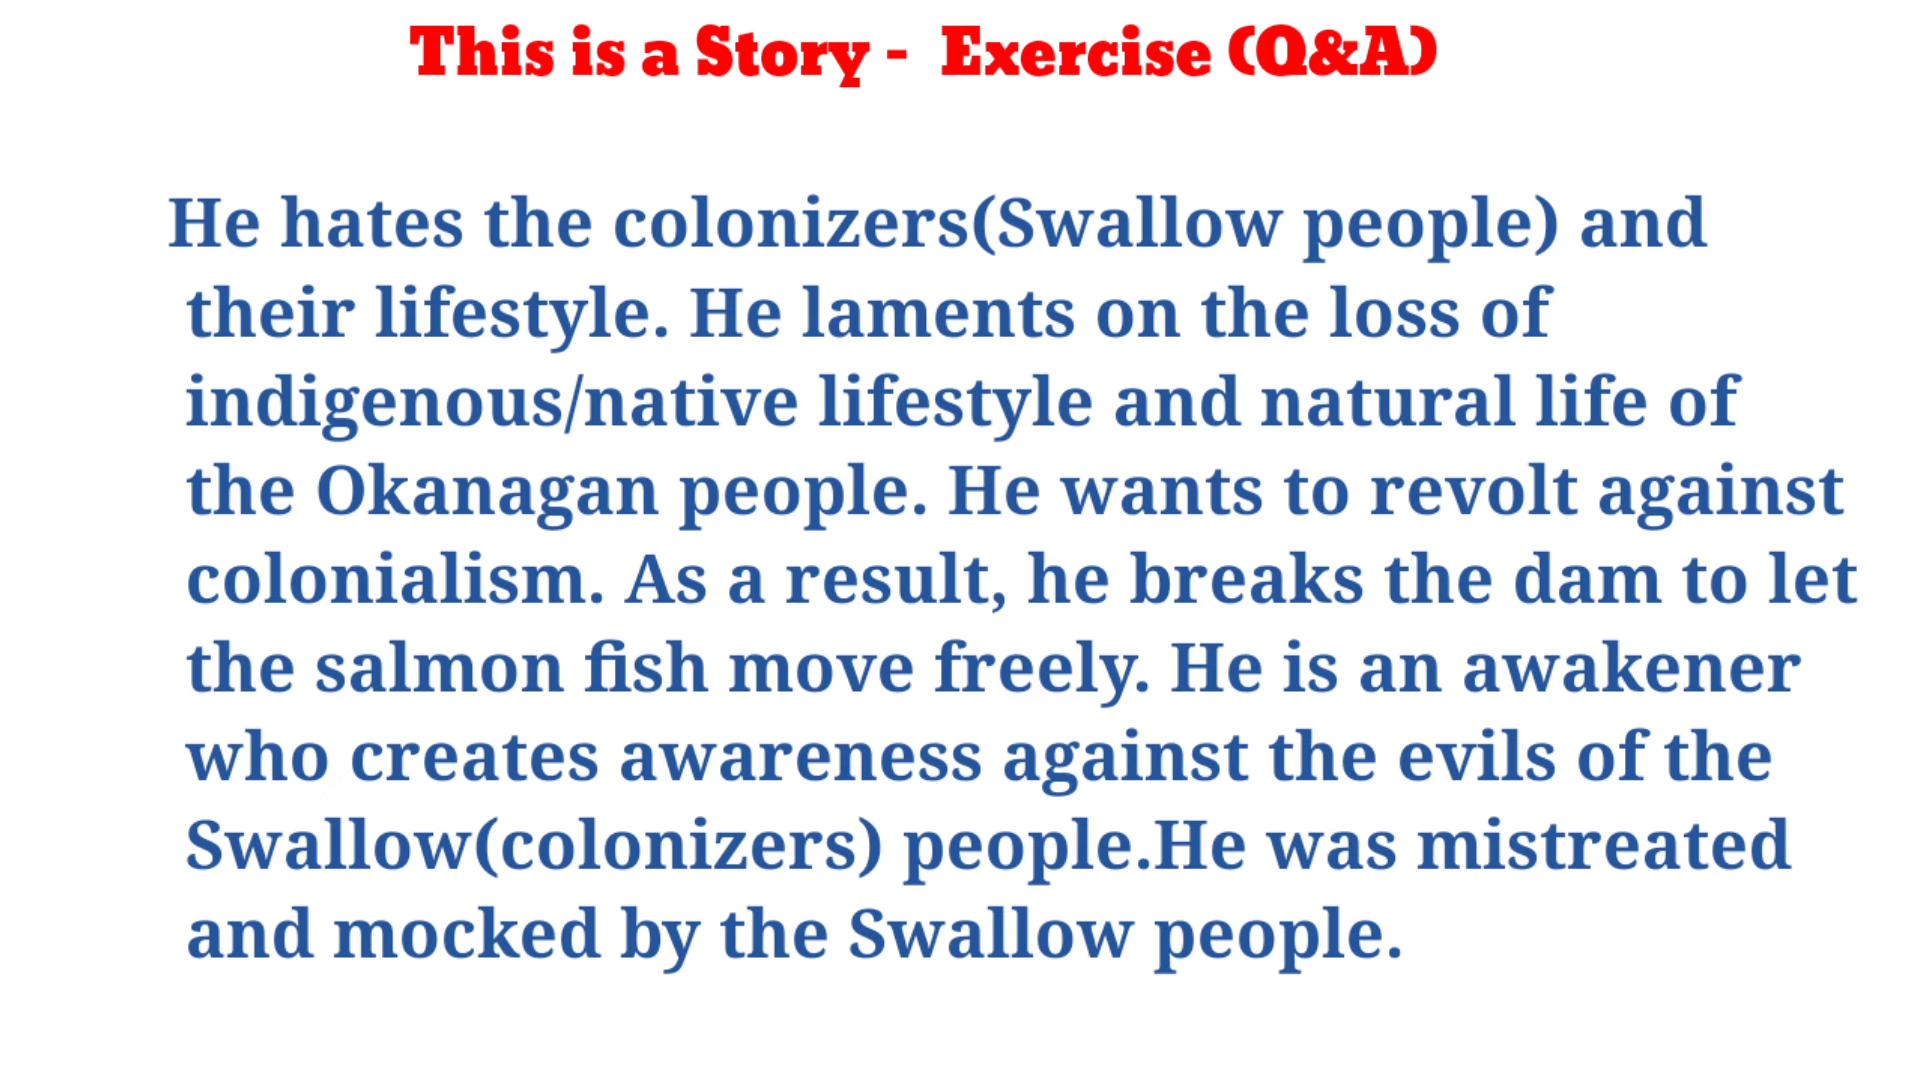 This is a Story - Exercise (Q&A)
He hates the colonizers(Swallow people) and
their lifestyle. He laments on the loss of
indigenous/native lifestyle and natural life of
the Okanagan people. He wants to revolt against
colonialism. As a result, he breaks the dam to let
the salmon fish move freely. He is an awakener
who creates awareness against the evils of the
Swallow(colonizers) people.He was mistreated
and mocked by the Swallow people.